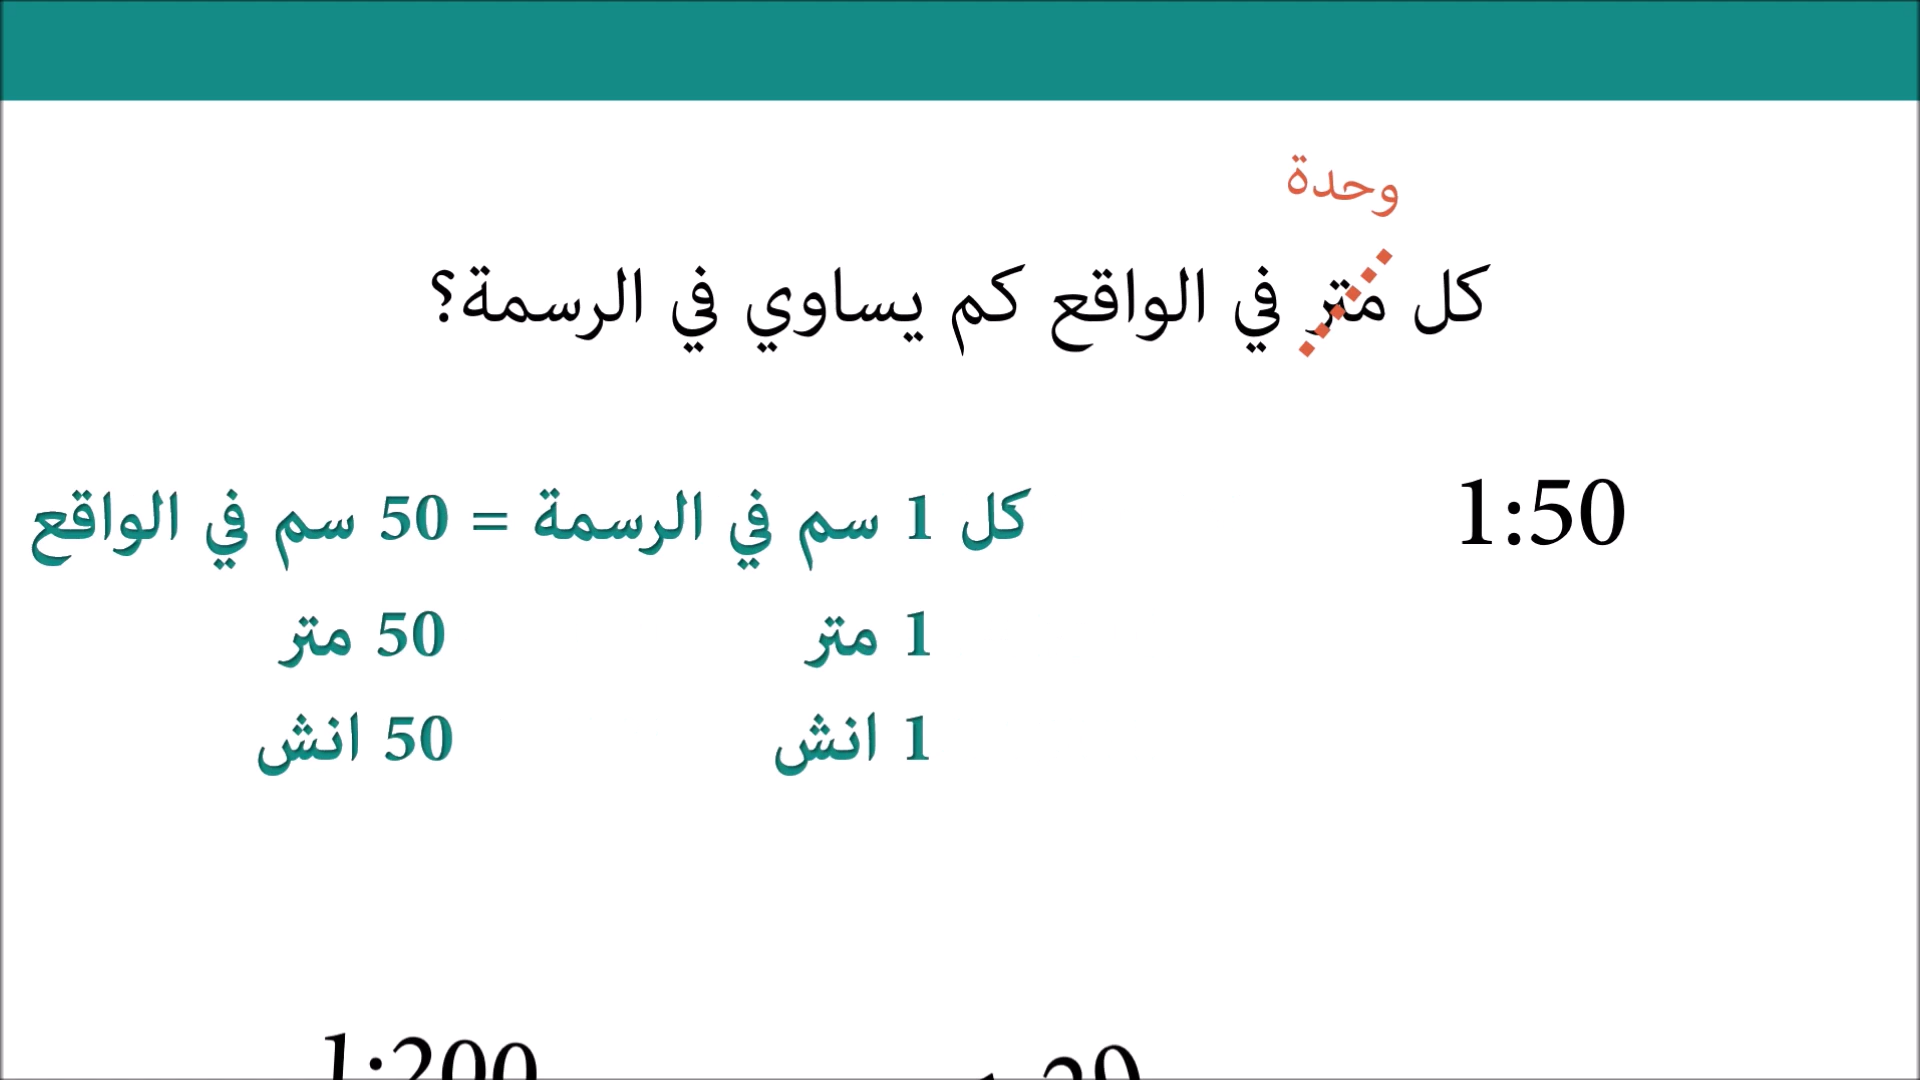 وحدة
كل متر في الواقع كم يساوي في الرسمة؟
1:50
كل 1 سم في الرسمة = 50 سم في الواقع
1 متر 50 متر
1 انش 50 انش
1:200